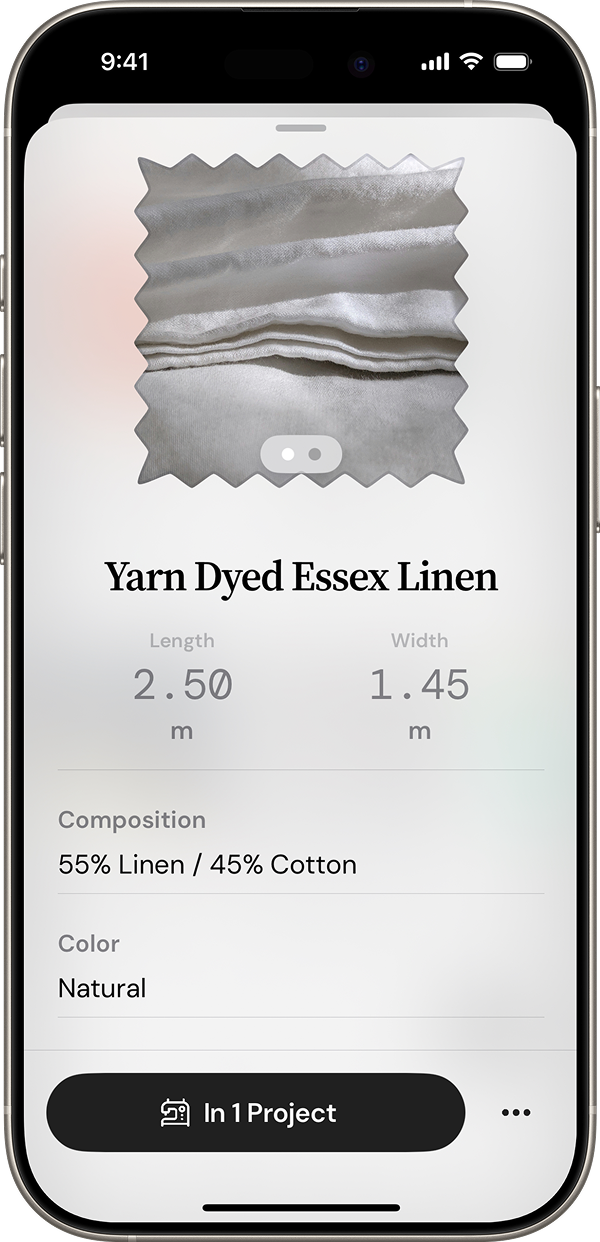 9:41
Yarn Dyed Essex Linen
Length
Width
2.50
1.45
m
m
Composition
55% Linen / 45% Cotton
Color
Natural
In 1 Project